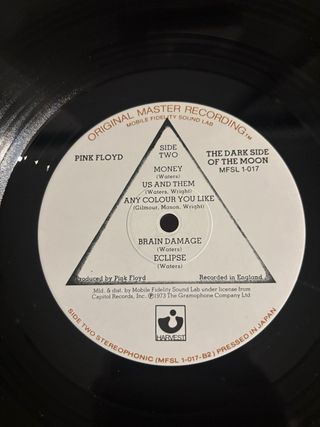 ORIGINAL MASTER RECORDING™
MOBILE FIDELITY SOUND LAB
PINK FLOYD
SIDE
TWO
THE DARK SIDE
OF THE MOON
MFSL 1-017
MONEY
(Waters)
US AND THEM
(Waters, Wright)
ANY COLOUR YOU LIKE
(Gilmour, Mason, Wright)
BRAIN DAMAGE
(Waters)
ECLIPSE
(Waters)
Produced by Pink Floyd
Recorded in England
Mfd. & dist. by Mobile Fidelity Sound Lab under license from
Capitol Records, Inc. ℗1973 The Gramophone Company Ltd
HARVEST
SIDE TWO STEREOPHONIC (MFSL 1-017-B2) PRESSED IN JAPAN